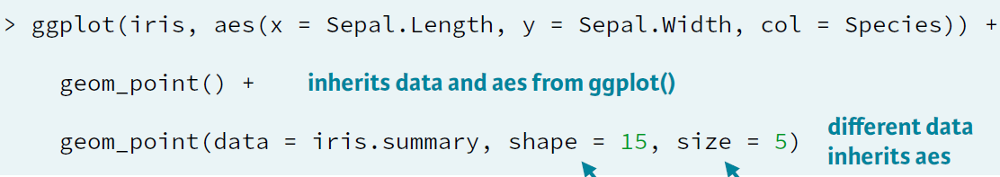 > ggplot(iris, aes(x = Sepal.Length, y = Sepal.Width, col = Species)) +
geom_point() + inherits data and aes from ggplot()
geom_point(data = iris.summary, shape = 15, size = 5) different data
inherits aes